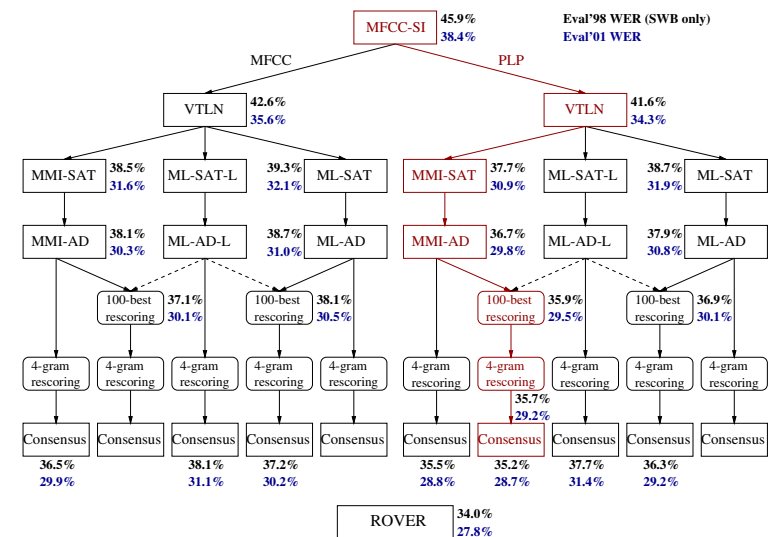 MFCC-SI
45.9%
38.4%
Eval'98 WER (SWB only)
Eval'01 WER
MFCC
PLP
VTLN
42.6%
35.6%
VTLN
41.6%
34.3%
MMI-SAT
38.5%
31.6%
ML-SAT-L
39.3%
32.1%
ML-SAT
MMI-SAT
37.7%
30.9%
ML-SAT-L
38.7%
31.9%
ML-SAT
MMI-AD
38.1%
30.3%
ML-AD-L
38.7%
31.0%
ML-AD
MMI-AD
36.7%
29.8%
ML-AD-L
37.9%
30.8%
ML-AD
100-best
rescoring
37.1%
30.1%
100-best
rescoring
38.1%
30.5%
100-best
rescoring
35.9%
29.5%
100-best
rescoring
36.9%
30.1%
4-gram
rescoring
4-gram
rescoring
4-gram
rescoring
4-gram
rescoring
4-gram
rescoring
4-gram
rescoring
4-gram
rescoring
4-gram
rescoring
4-gram
rescoring
35.7%
29.2%
Consensus
Consensus
Consensus
Consensus
Consensus
Consensus
Consensus
Consensus
Consensus
36.5%
29.9%
38.1%
31.1%
37.2%
30.2%
35.5%
28.8%
35.2%
28.7%
37.7%
31.4%
36.3%
29.2%
ROVER
34.0%
27.8%